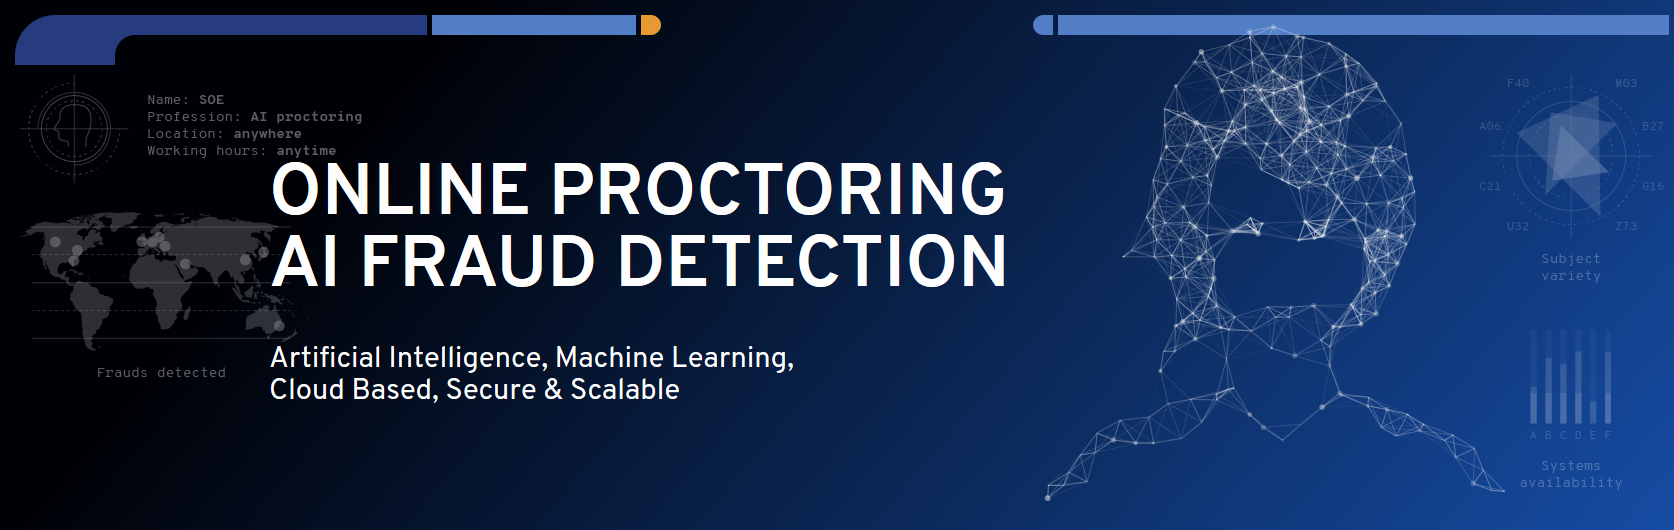 Name: SOE
Profession: AI proctoring
Location: anywhere
Working hours: anytime
ONLINE PROCTORING
AI FRAUD DETECTION
Artificial Intelligence, Machine Learning,
Cloud Based, Secure & Scalable
Frauds detected
F40 M03
A06 B27
C21 G16
U32 Z73
Subject
variety
A B C D E F
Systems
availability